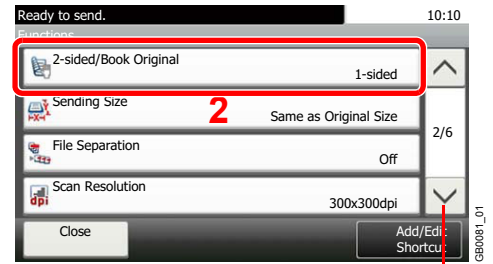 Ready to send. 10:10
Functions
2-sided/Book Original
1-sided
Sending Size
2
Same as Original Size
2/6
File Separation
Off
Scan Resolution
dpi
300x300dpi
Close
Add/Edit
Shortcut
GB0081_01